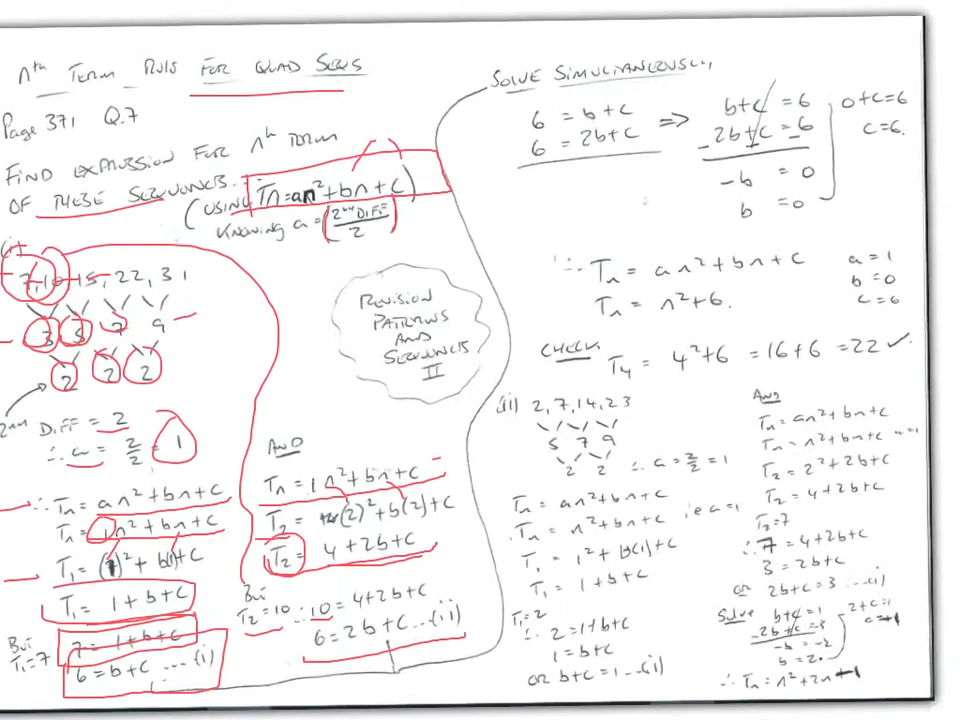 nth TERM RULE FOR QUAD SEQS
Page 371 Q.7
FIND EXPRESSION FOR nth TERM
OF THESE SEQUENCES.
(USING Tn=an²+bn+c)
KNOWING a=(2nd DIFF/2)
(i)
7,10,15,22,31
3 5 7 9
2 2 2
2nd DIFF = 2
∴ a = 2/2 = 1
∴ Tn = an²+bn+c
Tn = 1n²+bn+c
T1 = (1)²+b(1)+c
T1 = 1+b+c
But T1=7
7 = 1+b+c
6 = b+c ....(i)
AND
Tn = 1n²+bn+c
T2 = (2)²+b(2)+c
T2 = 4+2b+c
But T2=10 ∴ 10 = 4+2b+c
6 = 2b+c...(ii)
REVISION
PATTERNS
AND
SEQUENCES
II
SOLVE SIMULTANEOUSLY
6 = b+c
6 = 2b+c
=> b+c = 6
-2b+c = -6
-b = 0
b = 0
0+c=6
c=6.
∴ Tn = an²+bn+c
Tn = n²+6.
a=1
b=0
c=6
CHECK
T4 = 4²+6 = 16+6 = 22 ✓
(ii) 2,7,14,23
5 7 9
2 2 ∴ a=2/2=1
Tn = an²+bn+c
∴ Tn = n²+bn+c ie a=1
T1 = 1²+b(1)+c
T1 = 1+b+c
T1=2
∴ 2=1+b+c
1=b+c
or b+c=1...(i)
AND
Tn=an²+bn+c
Tn=n²+bn+c
T2=2²+2b+c
T2=4+2b+c
T2=7
∴ 7=4+2b+c
3=2b+c
or 2b+c=3....(ii)
Solve b+c=1
-2b+c=-3
-b=-2
b=2.
2+c=1
∴ Tn=n²+2n-1